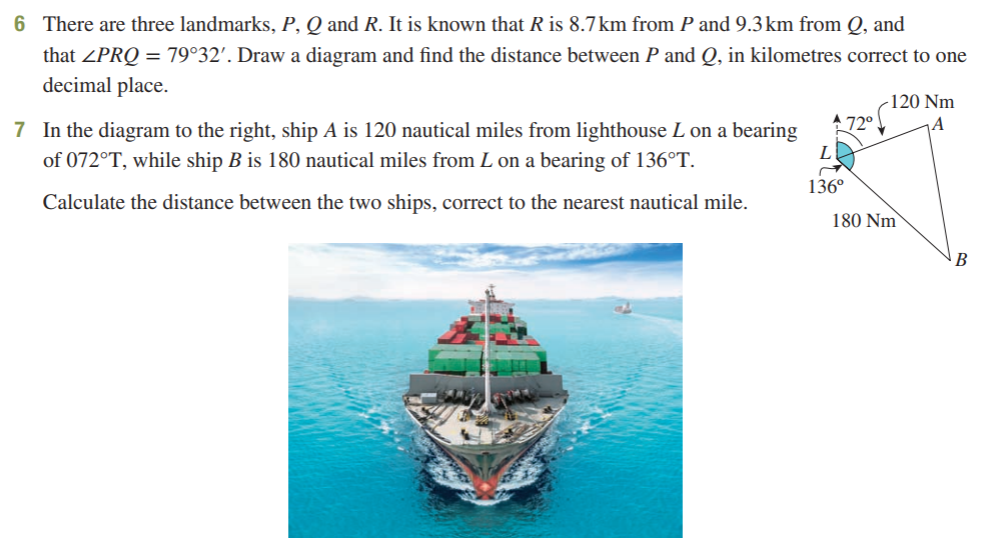 6 There are three landmarks, P, Q and R. It is known that R is 8.7 km from P and 9.3 km from Q, and
that ∠PRQ = 79°32′. Draw a diagram and find the distance between P and Q, in kilometres correct to one
decimal place.
7 In the diagram to the right, ship A is 120 nautical miles from lighthouse L on a bearing
of 072°T, while ship B is 180 nautical miles from L on a bearing of 136°T.
Calculate the distance between the two ships, correct to the nearest nautical mile.
120 Nm
72°
A
L
136°
180 Nm
B